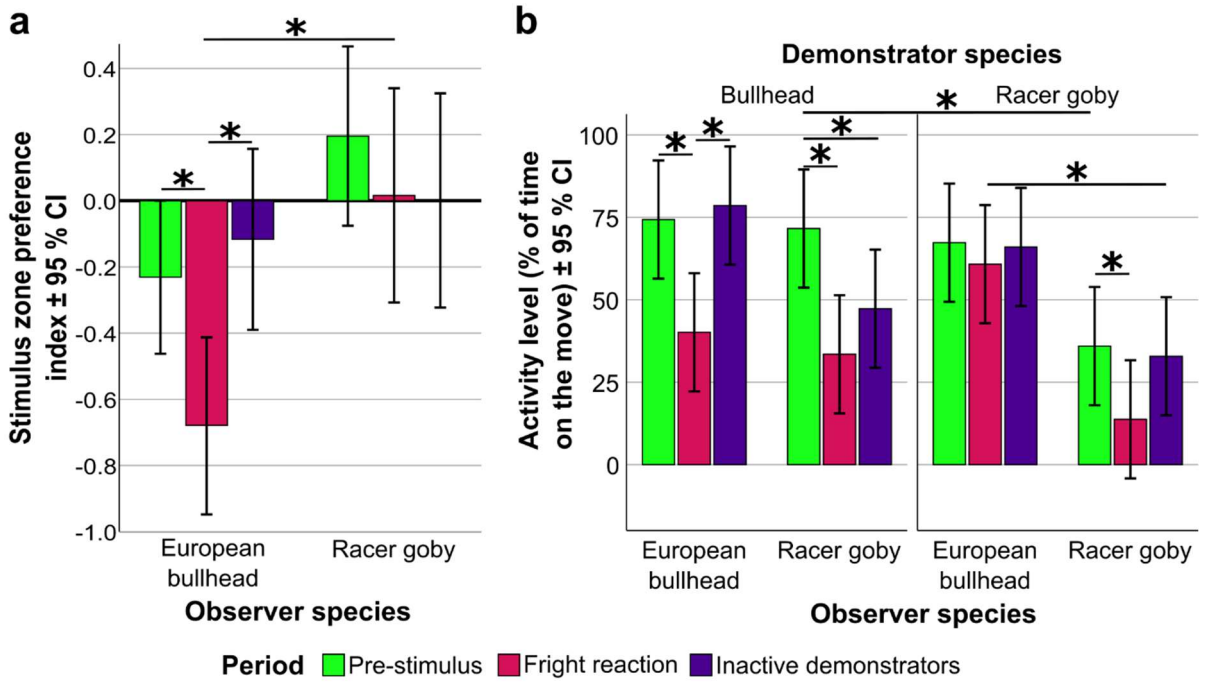 a
*
0.4
0.2
0.0
-0.2
-0.4
-0.6
-0.8
-1.0
*
*
Stimulus zone preference
index ± 95 % CI
European
bullhead
Racer goby
Observer species
b
Demonstrator species
Bullhead
Racer goby
*
*
*
*
*
*
*
100
75
50
25
0
Activity level (% of time
on the move) ± 95 % CI
European
bullhead
Racer goby
European
bullhead
Racer goby
Observer species
Period Pre-stimulus Fright reaction Inactive demonstrators